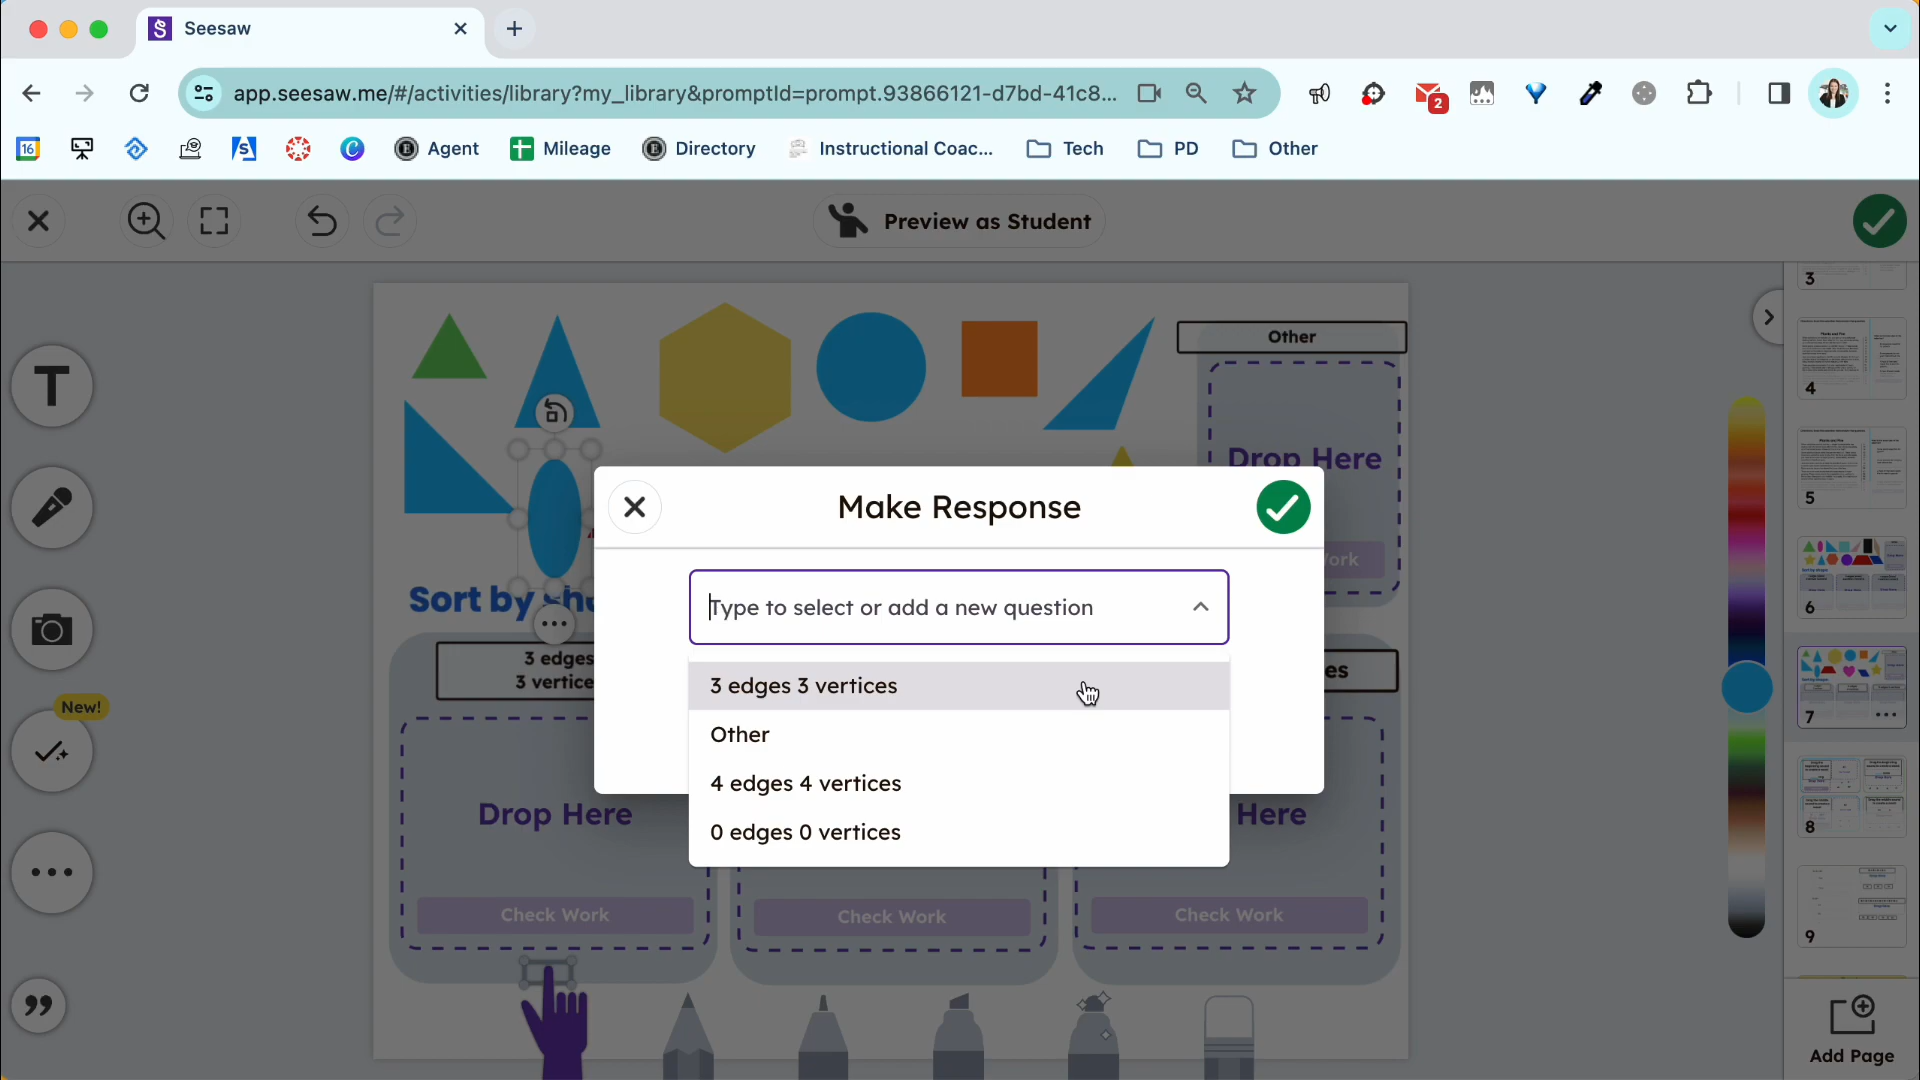 Seesaw
app.seesaw.me/#/activities/library?my_library&promptId=prompt.93866121-d7bd-41c8...
2
16
Agent
Mileage
Directory
Instructional Coac...
Tech
PD
Other
Preview as Student
3
Other
Drop Here
4
Make Response
5
ork
Type to select or add a new question
Sort by sh
6
3 edges
3 vertice
es
3 edges 3 vertices
New!
7
Other
4 edges 4 vertices
Drop Here
Here
0 edges 0 vertices
8
Check Work
Check Work
Check Work
9
Add Page